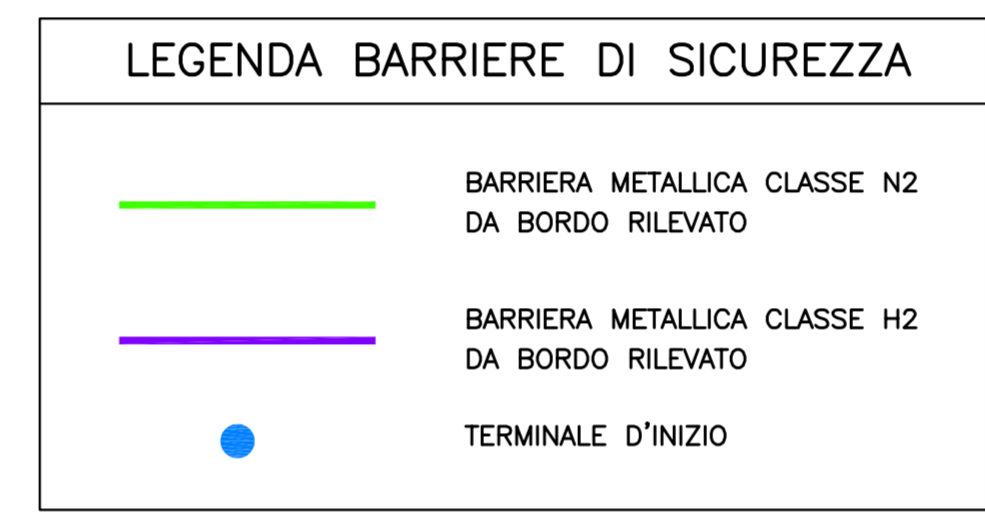 LEGENDA BARRIERE DI SICUREZZA
BARRIERA METALLICA CLASSE N2
DA BORDO RILEVATO
BARRIERA METALLICA CLASSE H2
DA BORDO RILEVATO
TERMINALE D'INIZIO